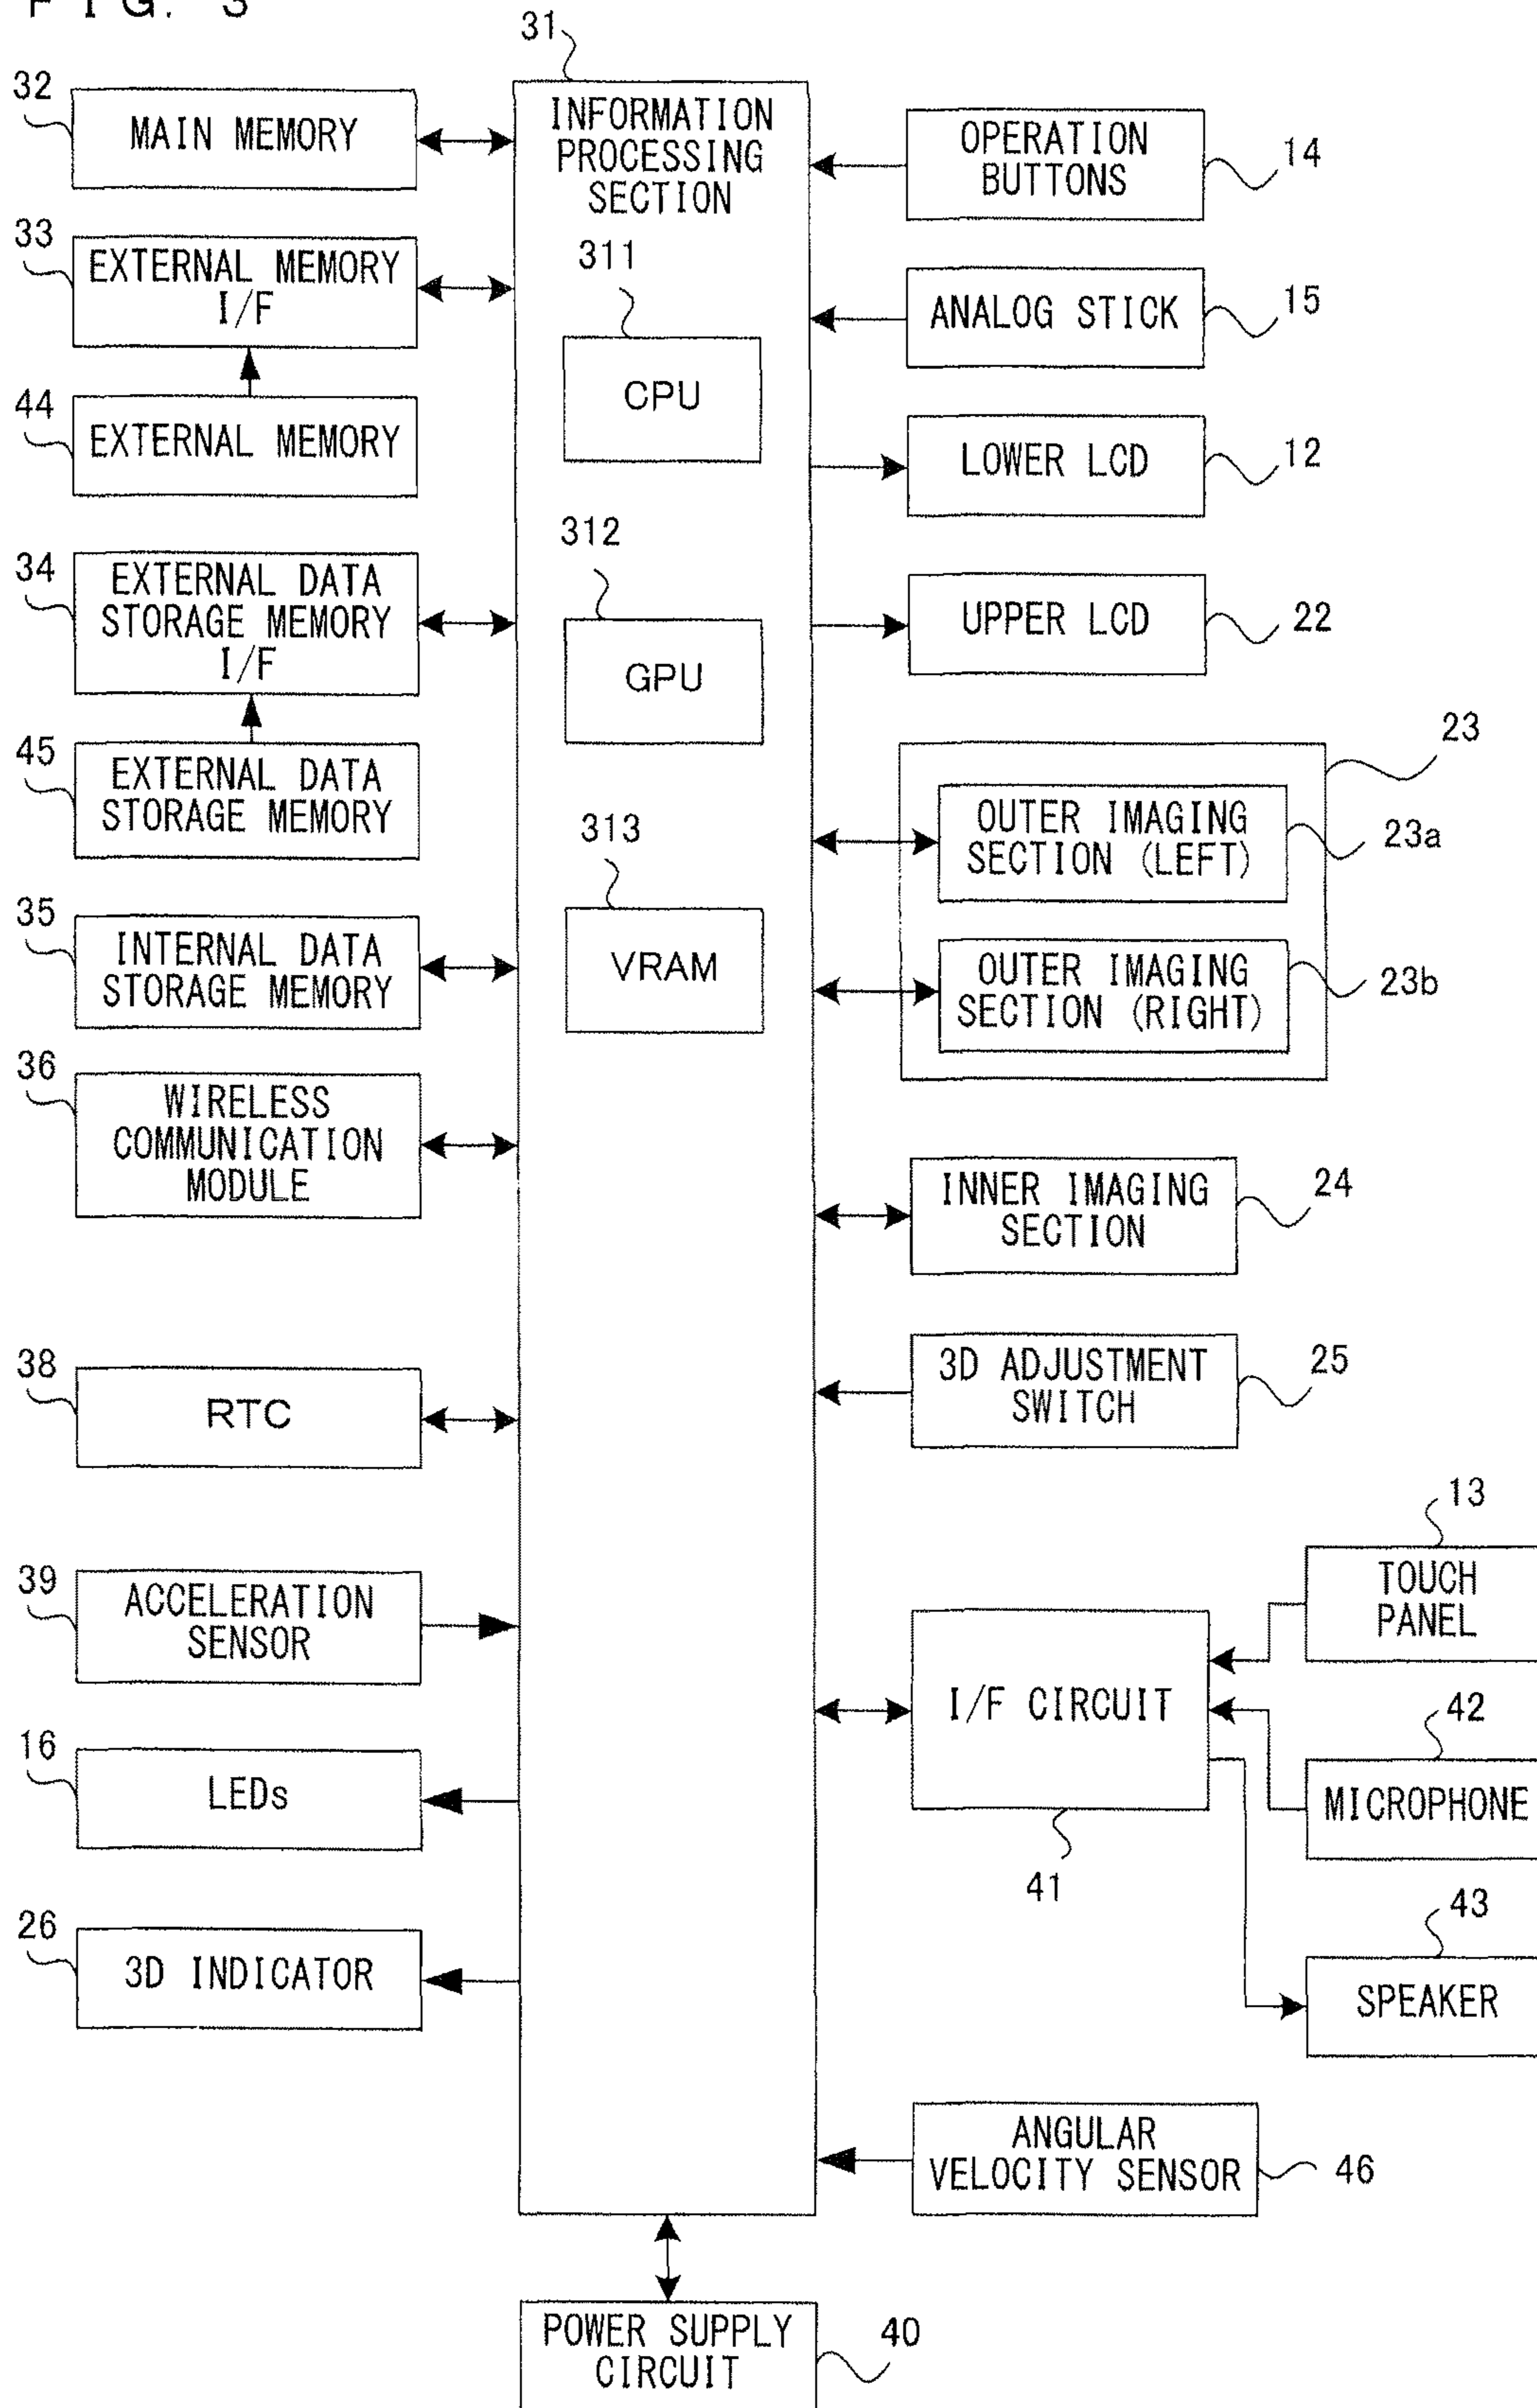 FIG. 3
31
INFORMATION
PROCESSING
SECTION
311
CPU
312
GPU
313
VRAM
32
MAIN MEMORY
33
EXTERNAL MEMORY
I/F
44
EXTERNAL MEMORY
34
EXTERNAL DATA
STORAGE MEMORY
I/F
45
EXTERNAL DATA
STORAGE MEMORY
35
INTERNAL DATA
STORAGE MEMORY
36
WIRELESS
COMMUNICATION
MODULE
38
RTC
39
ACCELERATION
SENSOR
16
LEDs
26
3D INDICATOR
OPERATION
BUTTONS
14
ANALOG STICK
15
LOWER LCD
12
UPPER LCD
22
23
OUTER IMAGING
SECTION (LEFT)
23a
OUTER IMAGING
SECTION (RIGHT)
23b
INNER IMAGING
SECTION
24
3D ADJUSTMENT
SWITCH
25
13
TOUCH
PANEL
I/F CIRCUIT
41
42
MICROPHONE
43
SPEAKER
ANGULAR
VELOCITY SENSOR
46
POWER SUPPLY
CIRCUIT
40